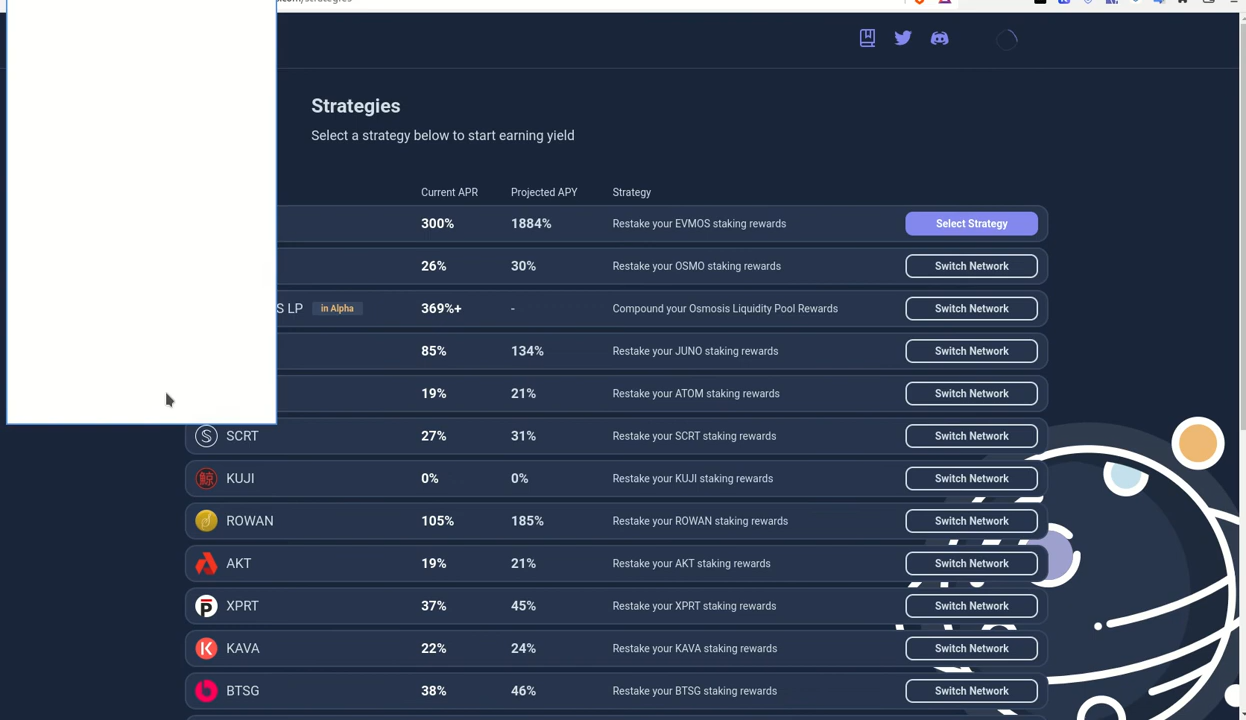 .com/strategies
Strategies
Select a strategy below to start earning yield
Current APR Projected APY Strategy
300% 1884% Restake your EVMOS staking rewards Select Strategy
26% 30% Restake your OSMO staking rewards Switch Network
S LP in Alpha 369%+ - Compound your Osmosis Liquidity Pool Rewards Switch Network
85% 134% Restake your JUNO staking rewards Switch Network
19% 21% Restake your ATOM staking rewards Switch Network
SCRT 27% 31% Restake your SCRT staking rewards Switch Network
KUJI 0% 0% Restake your KUJI staking rewards Switch Network
ROWAN 105% 185% Restake your ROWAN staking rewards Switch Network
AKT 19% 21% Restake your AKT staking rewards Switch Network
XPRT 37% 45% Restake your XPRT staking rewards Switch Network
KAVA 22% 24% Restake your KAVA staking rewards Switch Network
BTSG 38% 46% Restake your BTSG staking rewards Switch Network